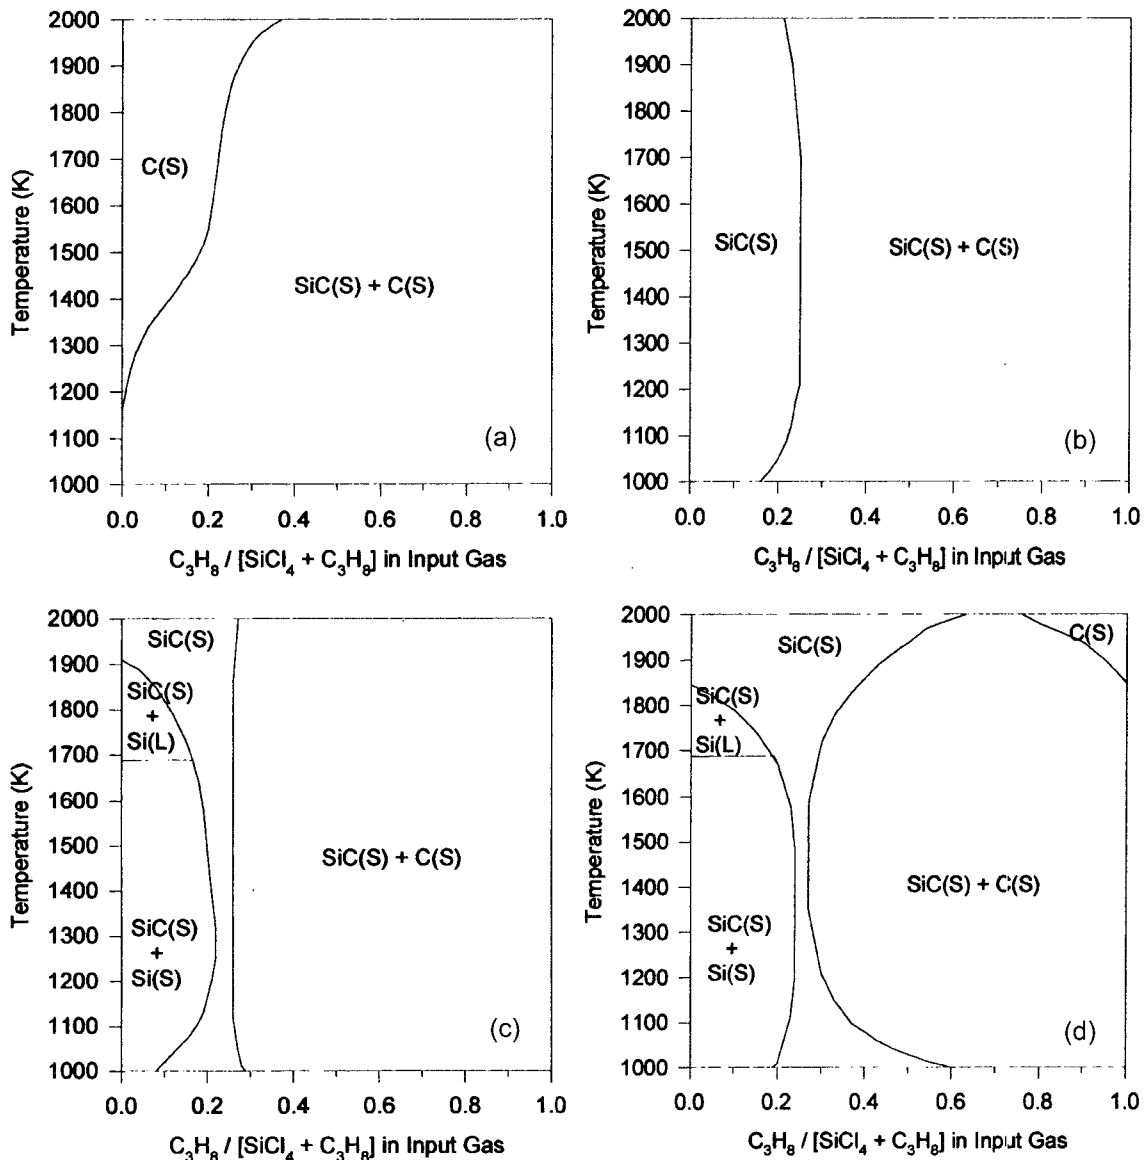 2000
1900
1800
1700
1600
1500
1400
1300
1200
1100
1000
Temperature (K)
C(S)
SiC(S) + C(S)
(a)
0.0 0.2 0.4 0.6 0.8 1.0
C₃H₈ / [SiCl₄ + C₃H₈] in Input Gas
2000
1900
1800
1700
1600
1500
1400
1300
1200
1100
1000
Temperature (K)
SiC(S)
SiC(S) + C(S)
(b)
0.0 0.2 0.4 0.6 0.8 1.0
C₃H₈ / [SiCl₄ + C₃H₈] in Input Gas
2000
1900
1800
1700
1600
1500
1400
1300
1200
1100
1000
Temperature (K)
SiC(S)
SiC(S)
+
Si(L)
SiC(S) + C(S)
SiC(S)
+
Si(S)
(c)
0.0 0.2 0.4 0.6 0.8 1.0
C₃H₈ / [SiCl₄ + C₃H₈] in Input Gas
2000
1900
1800
1700
1600
1500
1400
1300
1200
1100
1000
Temperature (K)
SiC(S)
C(S)
SiC(S)
+
Si(L)
SiC(S) + C(S)
SiC(S)
+
Si(S)
(d)
0.0 0.2 0.4 0.6 0.8 1.0
C₃H₈ / [SiCl₄ + C₃H₈] in Input Gas